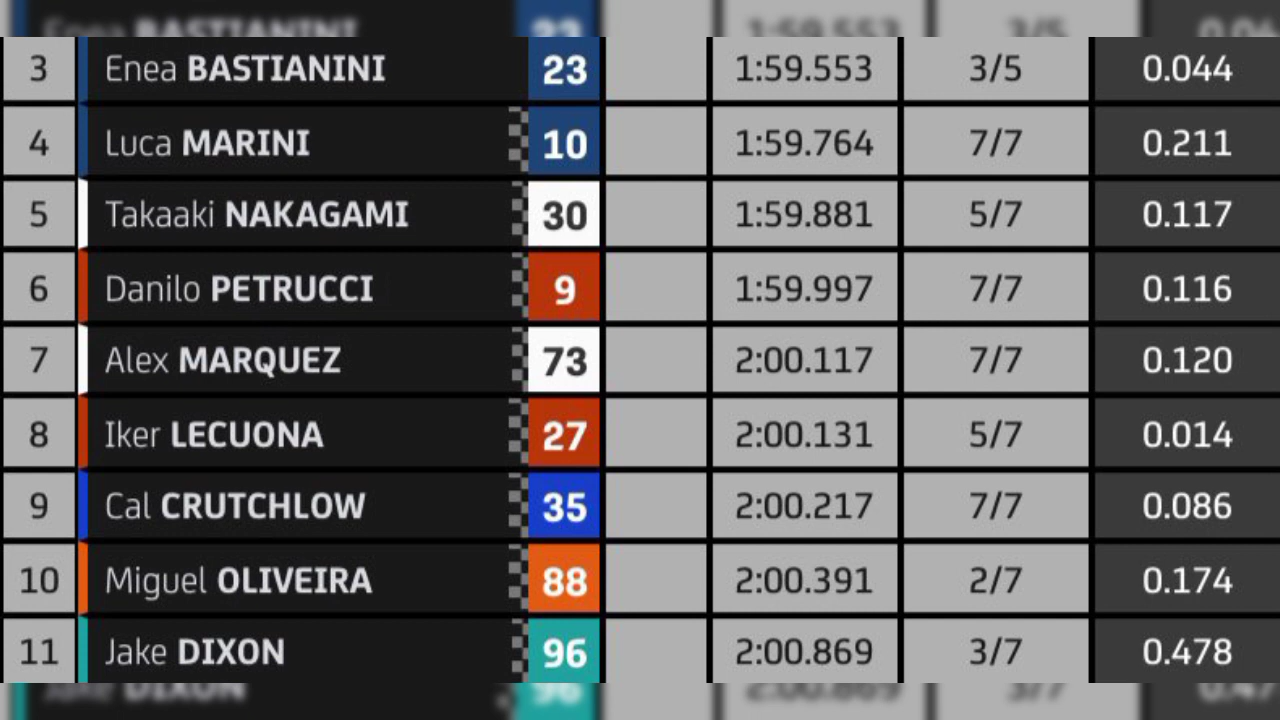 3 Enea BASTIANINI 23 1:59.553 3/5 0.044
4 Luca MARINI 10 1:59.764 7/7 0.211
5 Takaaki NAKAGAMI 30 1:59.881 5/7 0.117
6 Danilo PETRUCCI 9 1:59.997 7/7 0.116
7 Alex MARQUEZ 73 2:00.117 7/7 0.120
8 Iker LECUONA 27 2:00.131 5/7 0.014
9 Cal CRUTCHLOW 35 2:00.217 7/7 0.086
10 Miguel OLIVEIRA 88 2:00.391 2/7 0.174
11 Jake DIXON 96 2:00.869 3/7 0.478